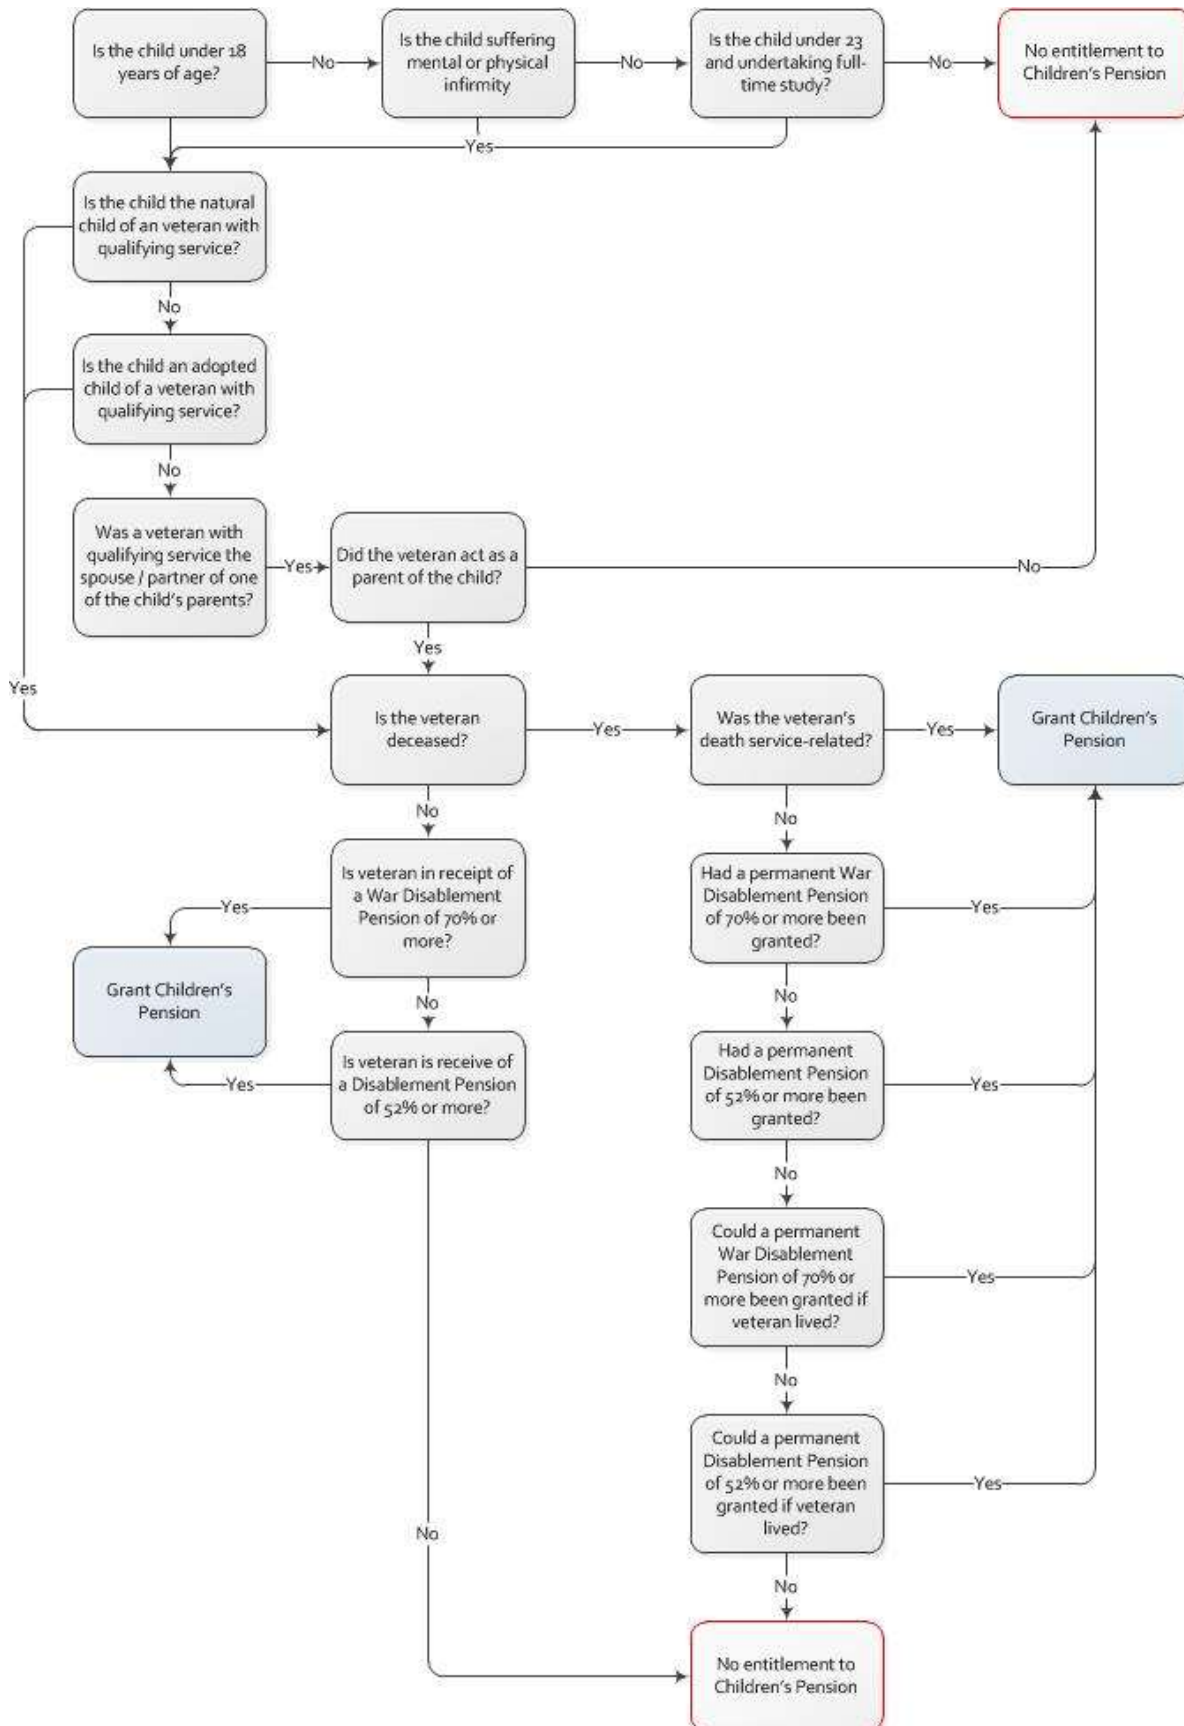 Is the child under 18
years of age?
No
Is the child suffering
mental or physical
infirmity
No
Is the child under 23
and undertaking full-
time study?
No
No entitlement to
Children's Pension
Yes
Is the child the natural
child of an veteran with
qualifying service?
No
Is the child an adopted
child of a veteran with
qualifying service?
No
Was a veteran with
qualifying service the
spouse / partner of one
of the child's parents?
Yes
Did the veteran act as a
parent of the child?
No
Yes
Yes
Is the veteran
deceased?
Yes
Was the veteran's
death service-related?
Yes
Grant Children's
Pension
No
No
Is veteran in receipt of
a War Disablement
Pension of 70% or
more?
Yes
Had a permanent War
Disablement Pension
of 70% or more been
granted?
Yes
Grant Children's
Pension
No
No
Is veteran is receive of
a Disablement Pension
of 52% or more?
Yes
Had a permanent
Disablement Pension
of 52% or more been
granted?
Yes
No
Could a permanent
War Disablement
Pension of 70% or
more been granted if
veteran lived?
Yes
No
Could a permanent
Disablement Pension
of 52% or more been
granted if veteran
lived?
Yes
No
No
No entitlement to
Children's Pension